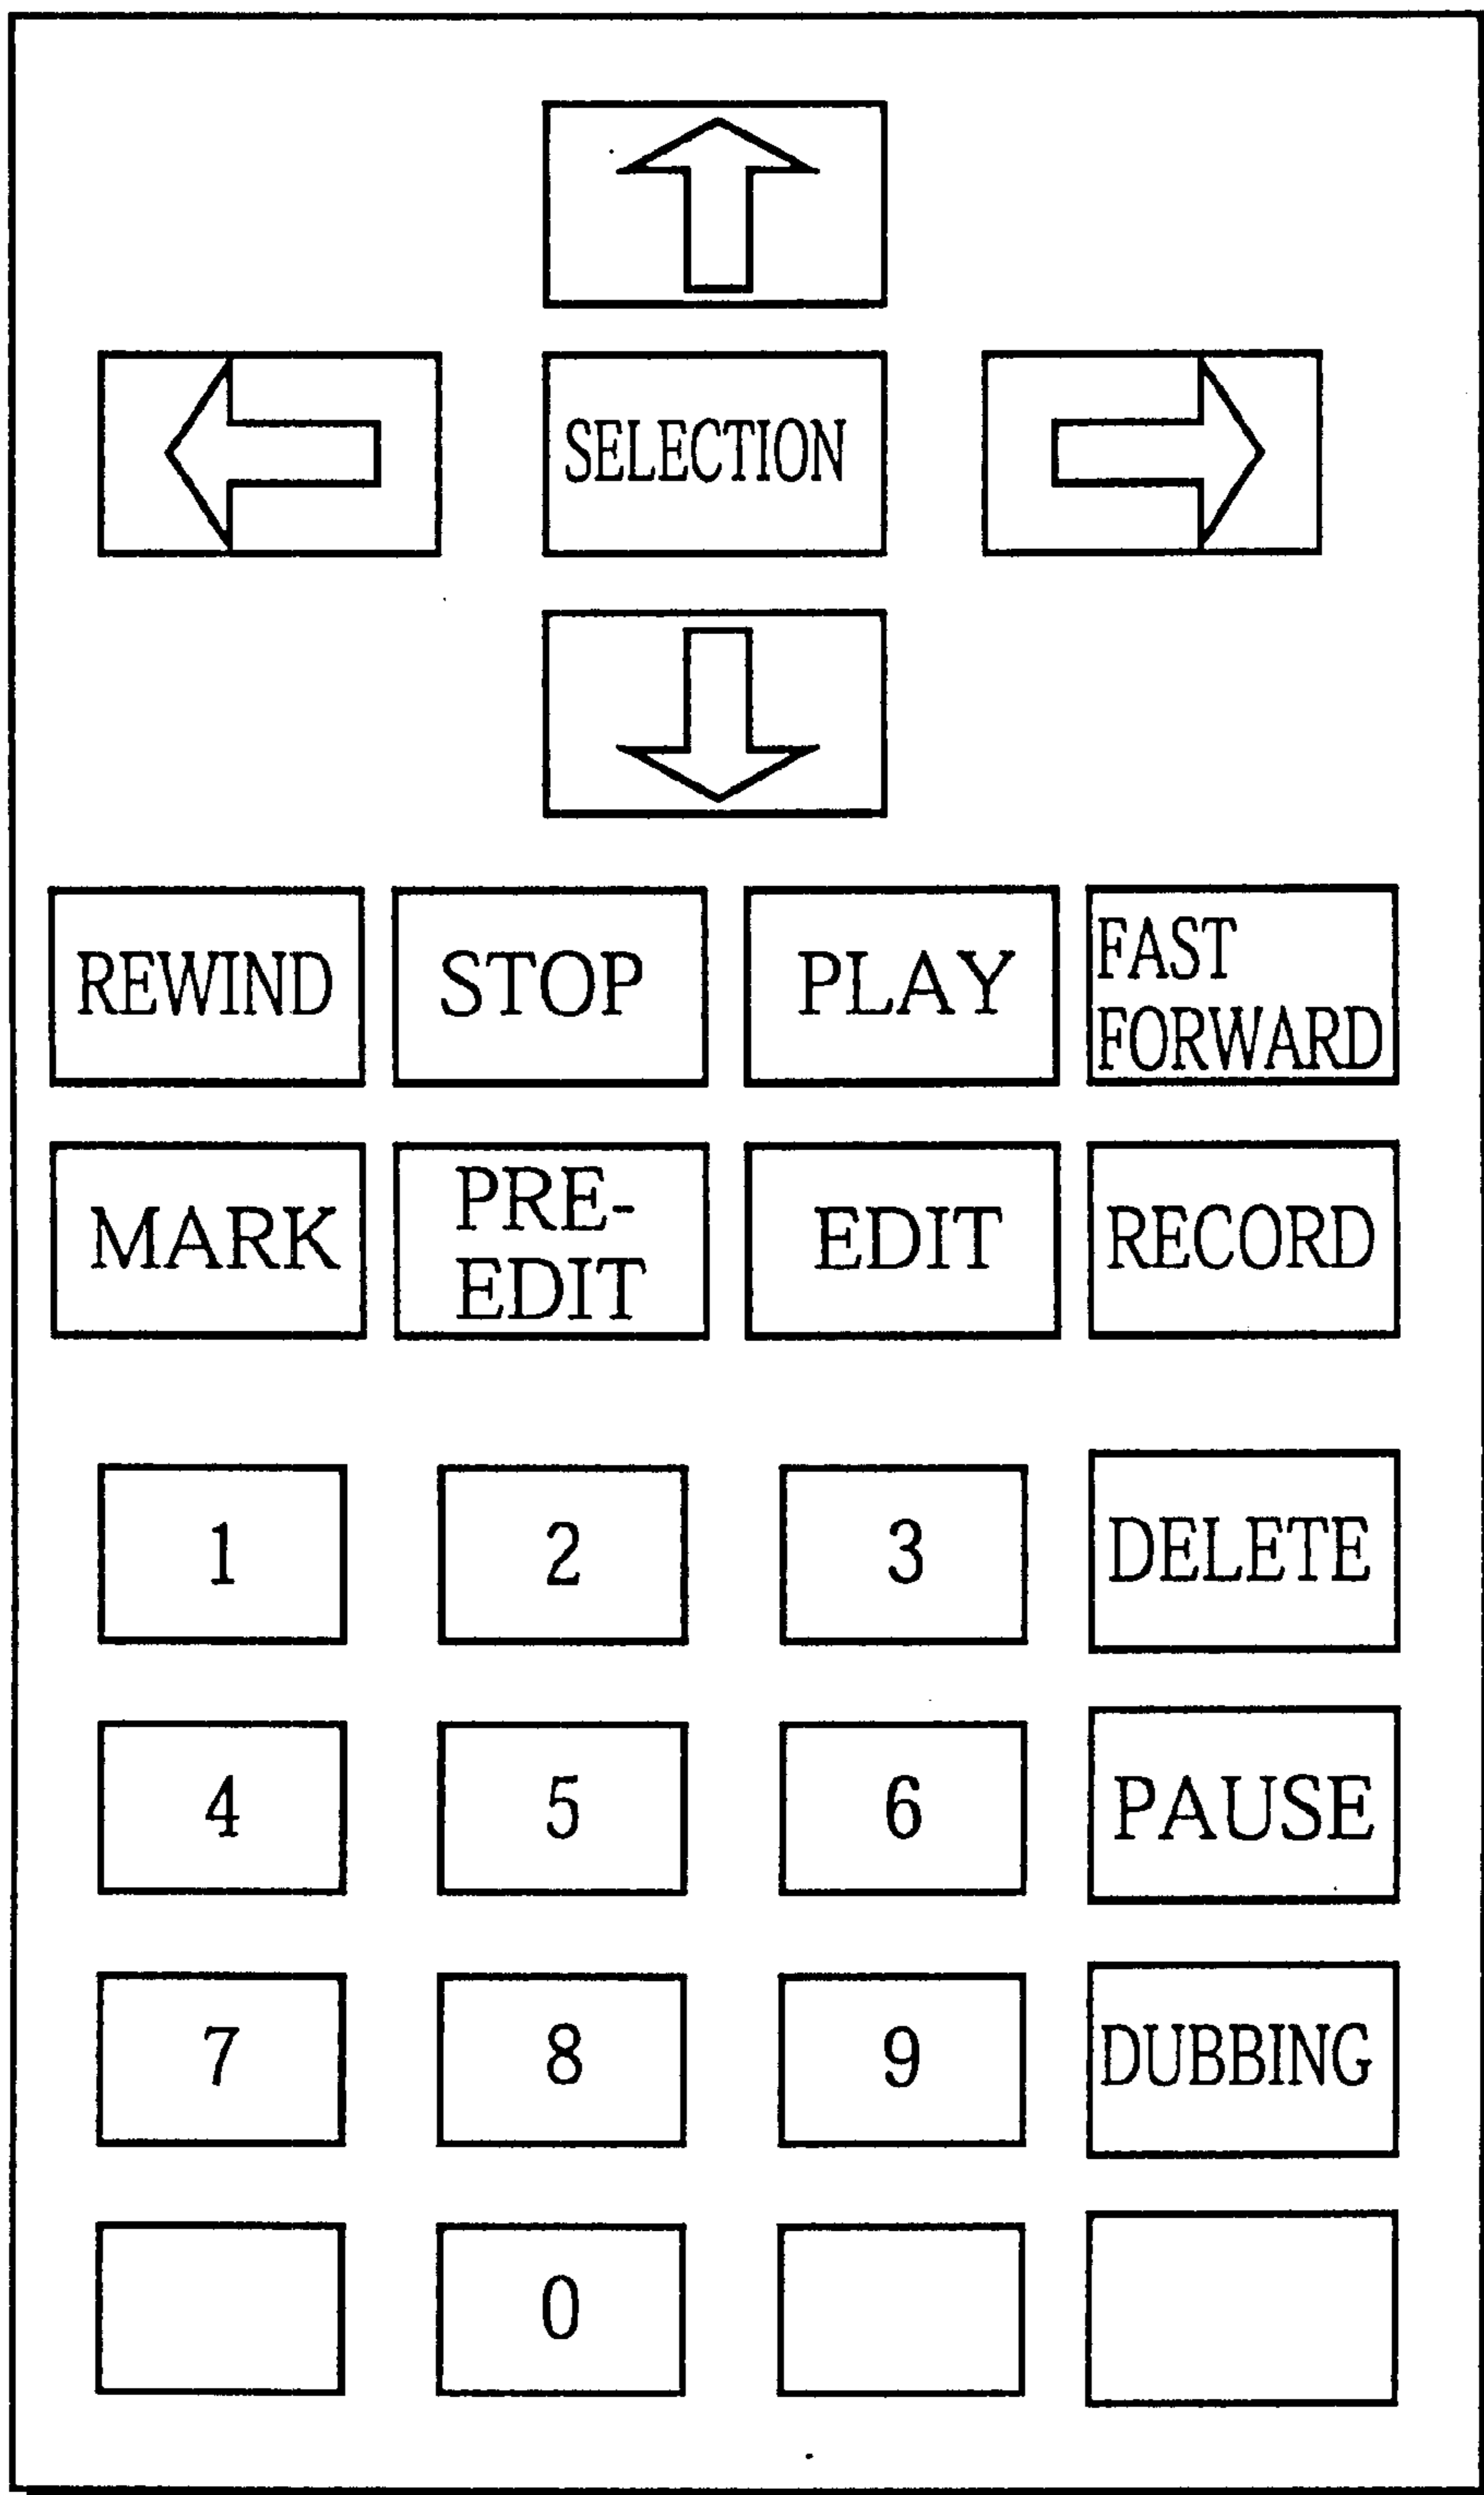 SELECTION
REWIND STOP PLAY FAST
FORWARD
MARK PRE-
EDIT EDIT RECORD
1 2 3 DELETE
4 5 6 PAUSE
7 8 9 DUBBING
0